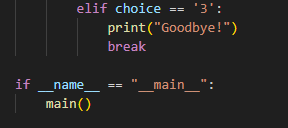 elif choice == '3':
print("Goodbye!")
break
if __name__ == "__main__":
main()